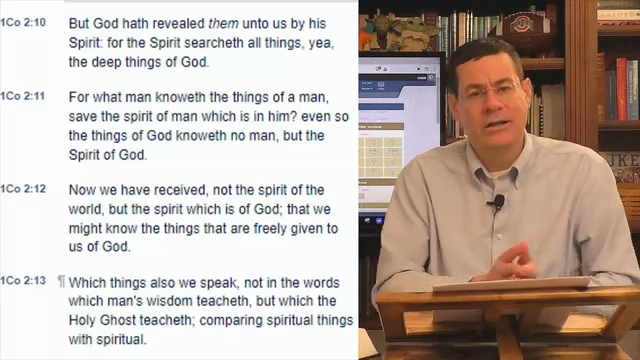 1Co 2:10 But God hath revealed them unto us by his
Spirit: for the Spirit searcheth all things, yea,
the deep things of God.
1Co 2:11 For what man knoweth the things of a man,
save the spirit of man which is in him? even so
the things of God knoweth no man, but the
Spirit of God.
1Co 2:12 Now we have received, not the spirit of the
world, but the spirit which is of God; that we
might know the things that are freely given to
us of God.
1Co 2:13 ¶ Which things also we speak, not in the words
which man's wisdom teacheth, but which the
Holy Ghost teacheth; comparing spiritual things
with spiritual.